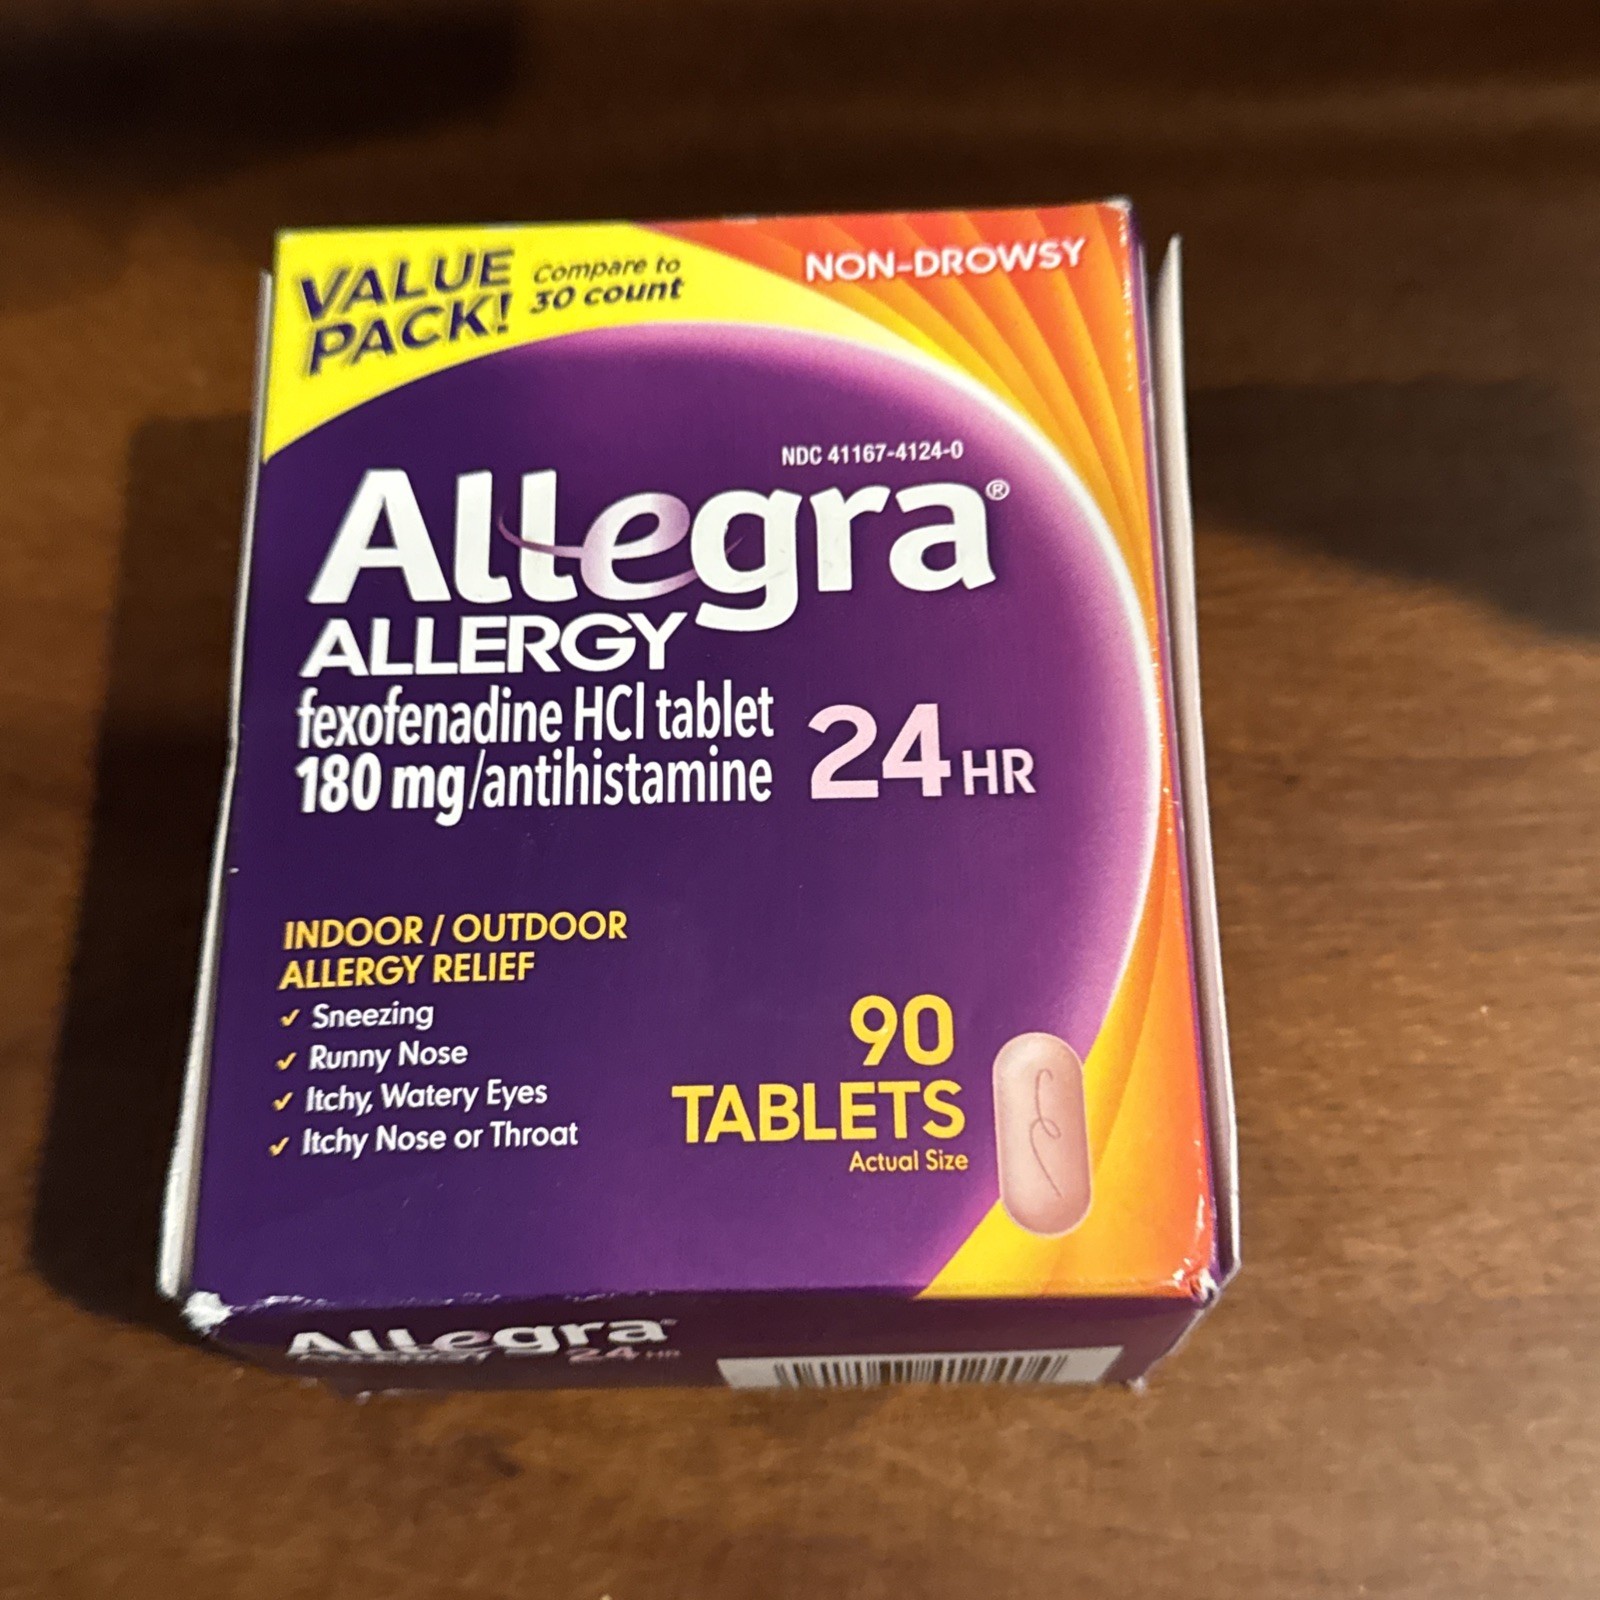 VALUE
PACK!
Compare to
30 count
NON-DROWSY
NDC 41167-4124-0
Allegra®
ALLERGY
fexofenadine HCl tablet
180 mg/antihistamine
24 HR
INDOOR / OUTDOOR
ALLERGY RELIEF
✓ Sneezing
✓ Runny Nose
✓ Itchy, Watery Eyes
✓ Itchy Nose or Throat
90
TABLETS
Actual Size
Allegra
ALLERGY 24 HR